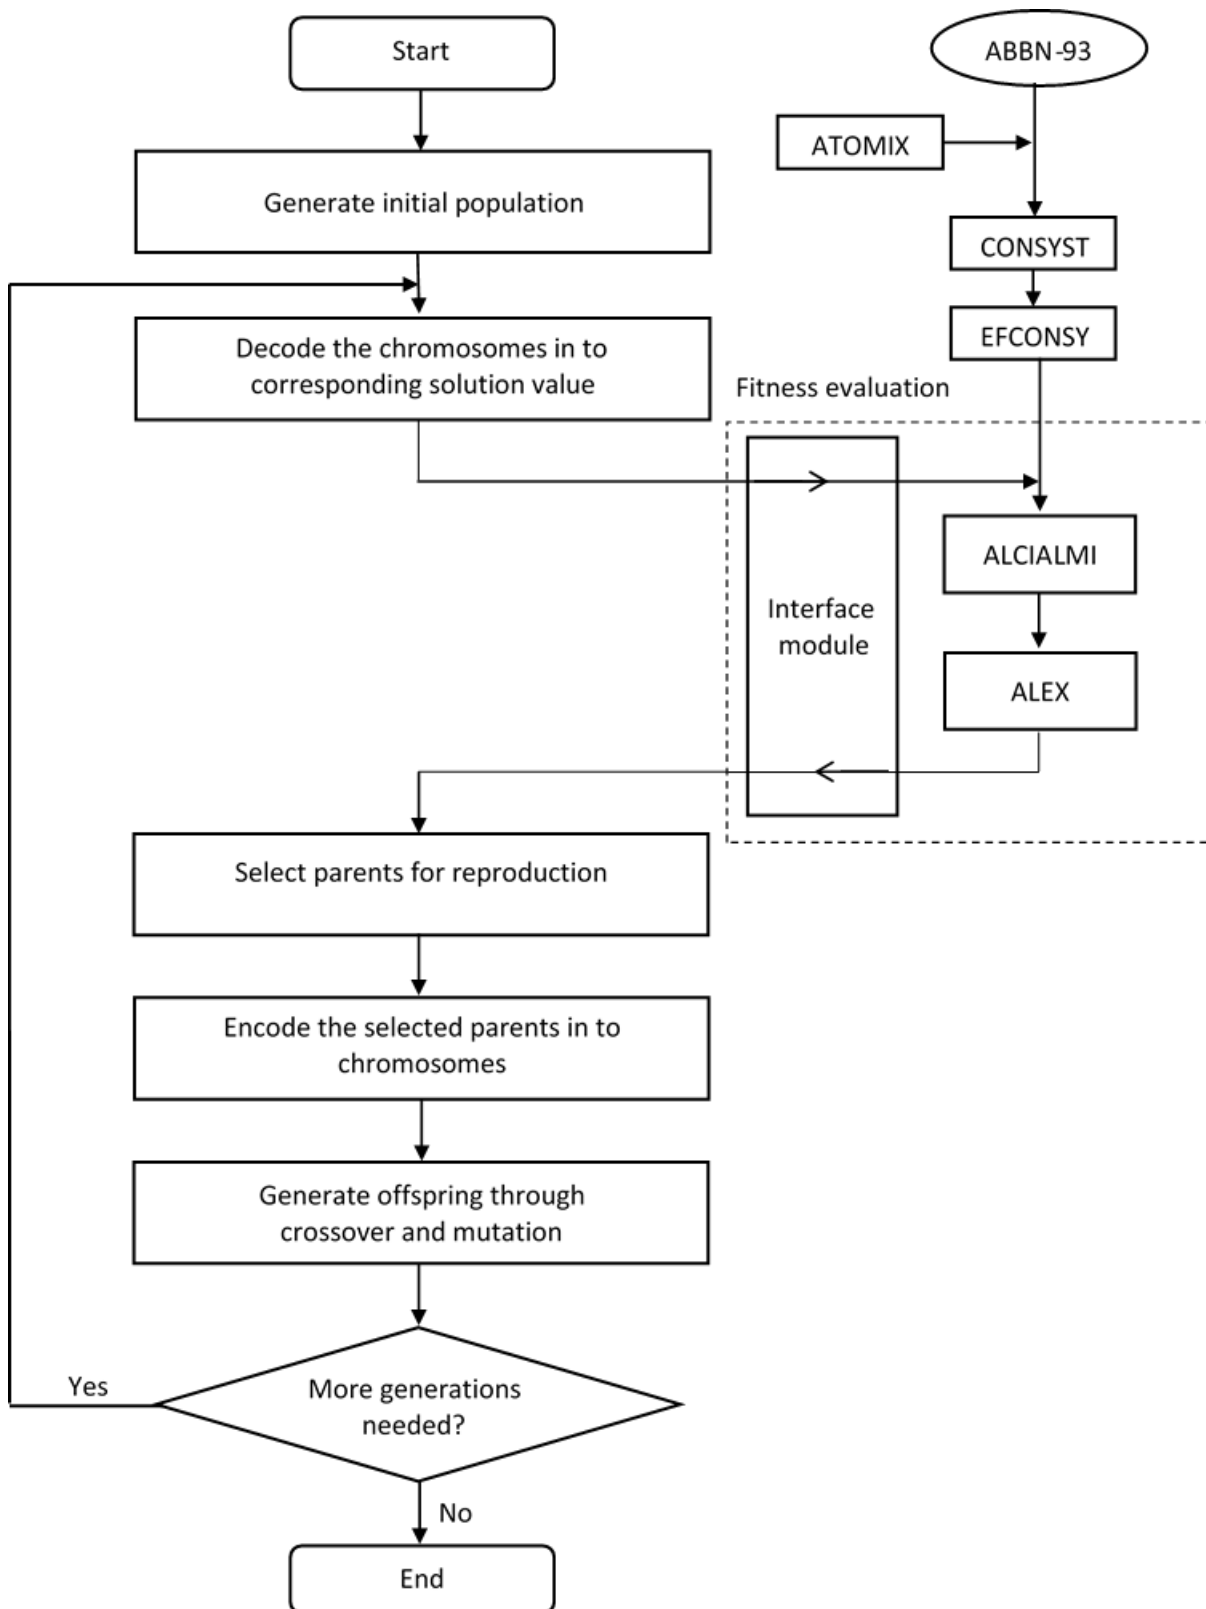 Start
ABBN-93
ATOMIX
Generate initial population
CONSYST
EFCONSY
Decode the chromosomes in to
corresponding solution value
Fitness evaluation
ALCIALMI
Interface
module
ALEX
Select parents for reproduction
Encode the selected parents in to
chromosomes
Generate offspring through
crossover and mutation
More generations
needed?
Yes
No
End